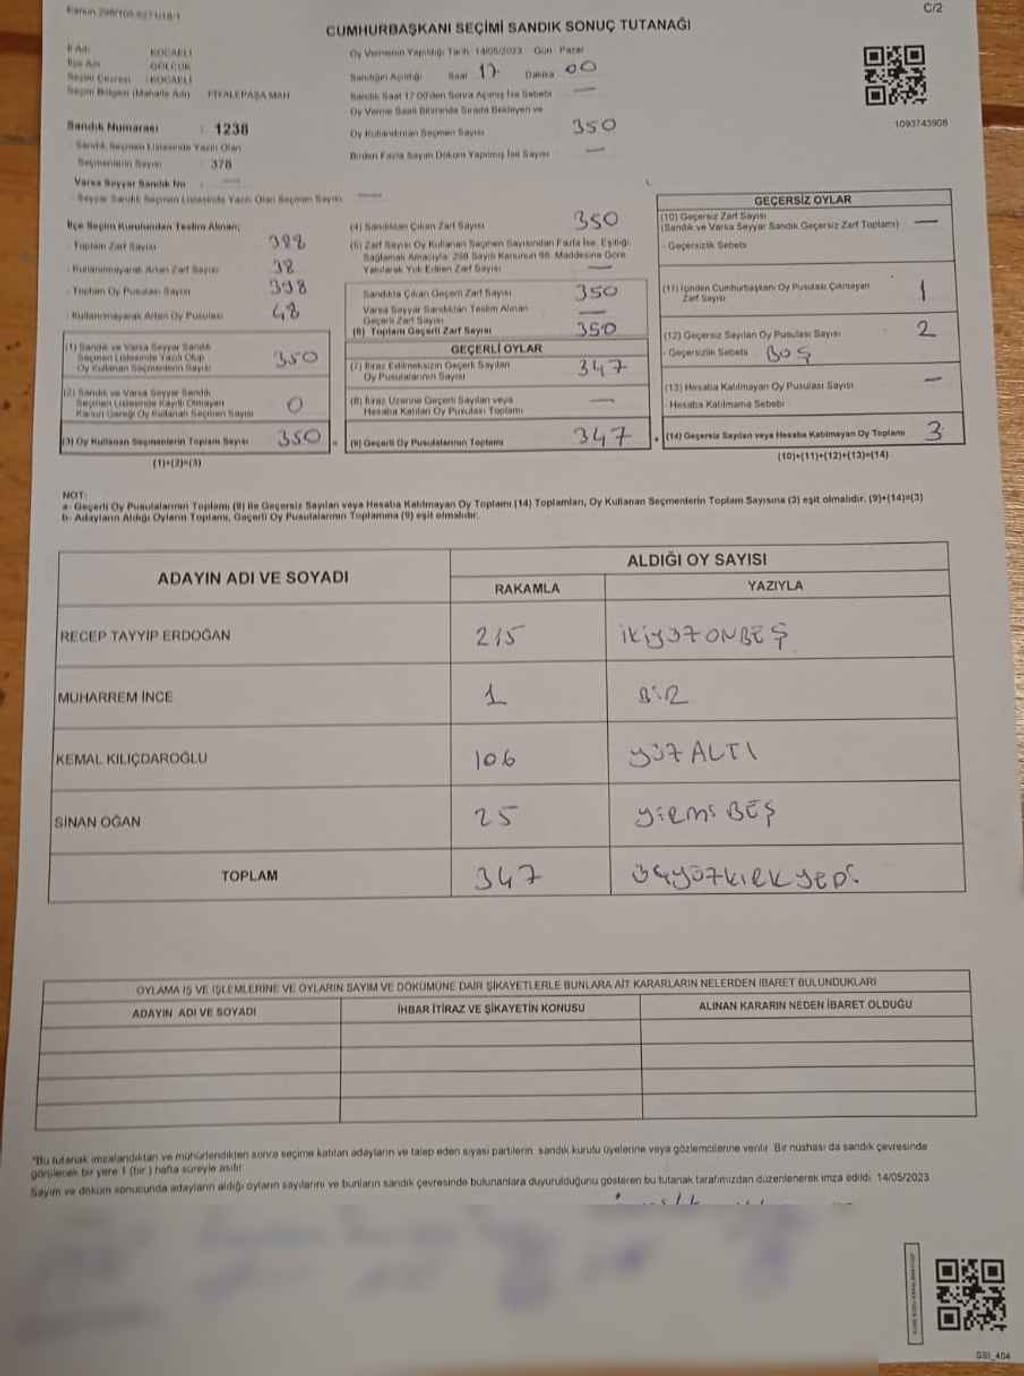 C/2
CUMHURBAŞKANI SEÇİMİ SANDIK SONUÇ TUTANAĞI
İl Adı : KOCAELİ
İlçe Adı : GÖLCÜK
Seçim Çevresi : KOCAELİ
Seçim Bölgesi (Mahalle Adı) : PİYALEPAŞA MAH
Sandık Numarası : 1238
Sandık Seçmen Listesinde Yazılı Olan
Seçmenlerin Sayısı : 378
Varsa Seyyar Sandık No : —
Seyyar Sandık Seçmen Listesinde Yazılı Olan Seçmen Sayısı —
Oy Vermenin Yapıldığı Tarih : 14/05/2023 Gün : Pazar
Sandığın Açıldığı Saat 17 Dakika 00
Sandık Saat 17:00'den Sonra Açılmış İse Sebebi —
Oy Verme Saati Bitiminde Sırada Bekleyen ve
Oy Kullandırılan Seçmen Sayısı 350
Birden Fazla Sayım Döküm Yapılmış İse Sayısı —
1093743908
İlçe Seçim Kurulundan Teslim Alınan;
- Toplam Zarf Sayısı 388
- Kullanılmayarak Artan Zarf Sayısı 38
- Toplam Oy Pusulası Sayısı 398
- Kullanılmayarak Artan Oy Pusulası 48
(1) Sandık ve Varsa Seyyar Sandık
Seçmen Listesinde Yazılı Olup
Oy Kullanan Seçmenlerin Sayısı 350
(2) Sandık ve Varsa Seyyar Sandık
Seçmen Listesinde Kayıtlı Olmayan
Kanun Gereği Oy Kullanan Seçmen Sayısı 0
(3) Oy Kullanan Seçmenlerin Toplam Sayısı 350
(1)+(2)=(3)
(4) Sandıktan Çıkan Zarf Sayısı 350
(5) Zarf Sayısı Oy Kullanan Seçmen Sayısından Fazla İse, Eşitliği
Sağlamak Amacıyla, 298 Sayılı Kanunun 98. Maddesine Göre
Yakılarak Yok Edilen Zarf Sayısı —
Sandıkta Çıkan Geçerli Zarf Sayısı 350
Varsa Seyyar Sandıktan Teslim Alınan
Geçerli Zarf Sayısı —
(6) Toplam Geçerli Zarf Sayısı 350
GEÇERLİ OYLAR
(7) İtiraz Edilmeksizin Geçerli Sayılan
Oy Pusulalarının Sayısı 347
(8) İtiraz Üzerine Geçerli Sayılan veya
Hesaba Katılan Oy Pusulası Toplamı —
(9) Geçerli Oy Pusulalarının Toplamı 347
GEÇERSİZ OYLAR
(10) Geçersiz Zarf Sayısı
(Sandık ve Varsa Seyyar Sandık Geçersiz Zarf Toplamı) —
- Geçersizlik Sebebi
(11) İçinden Cumhurbaşkanı Oy Pusulası Çıkmayan
Zarf Sayısı 1
(12) Geçersiz Sayılan Oy Pusulası Sayısı 2
- Geçersizlik Sebebi BOŞ
(13) Hesaba Katılmayan Oy Pusulası Sayısı —
- Hesaba Katılmama Sebebi
(14) Geçersiz Sayılan veya Hesaba Katılmayan Oy Toplamı 3
(10)+(11)+(12)+(13)=(14)
NOT:
a- Geçerli Oy Pusulalarının Toplamı (9) ile Geçersiz Sayılan veya Hesaba Katılmayan Oy Toplamı (14) Toplamları, Oy Kullanan Seçmenlerin Toplam Sayısına (3) eşit olmalıdır. (9)+(14)=(3)
b- Adayların Aldığı Oyların Toplamı, Geçerli Oy Pusulalarının Toplamına (9) eşit olmalıdır.
ADAYIN ADI VE SOYADI
ALDIĞI OY SAYISI
RAKAMLA YAZIYLA
RECEP TAYYİP ERDOĞAN 215 İKİYÜZONBEŞ
MUHARREM İNCE 1 BİR
KEMAL KILIÇDAROĞLU 106 YÜZALTI
SİNAN OĞAN 25 YİRMİBEŞ
TOPLAM 347 ÜÇYÜZKIRKYEDİ
OYLAMA İŞ VE İŞLEMLERİNE VE OYLARIN SAYIM VE DÖKÜMÜNE DAİR ŞİKAYETLERLE BUNLARA AİT KARARLARIN NELERDEN İBARET BULUNDUKLARI
ADAYIN ADI VE SOYADI İHBAR İTİRAZ VE ŞİKAYETİN KONUSU ALINAN KARARIN NEDEN İBARET OLDUĞU
"Bu tutanak imzalandıktan ve mühürlendikten sonra seçime katılan adayların ve talep eden siyasi partilerin, sandık kurulu üyelerine veya gözlemcilerine verilir. Bir nüshası da sandık çevresinde
görülecek bir yere 1 (bir) hafta süreyle asılır.
Sayım ve döküm sonucunda adayların aldığı oyların sayılarını ve bunların sandık çevresinde bulunanlara duyurulduğunu gösteren bu tutanak tarafımızdan düzenlenerek imza edildi. 14/05/2023